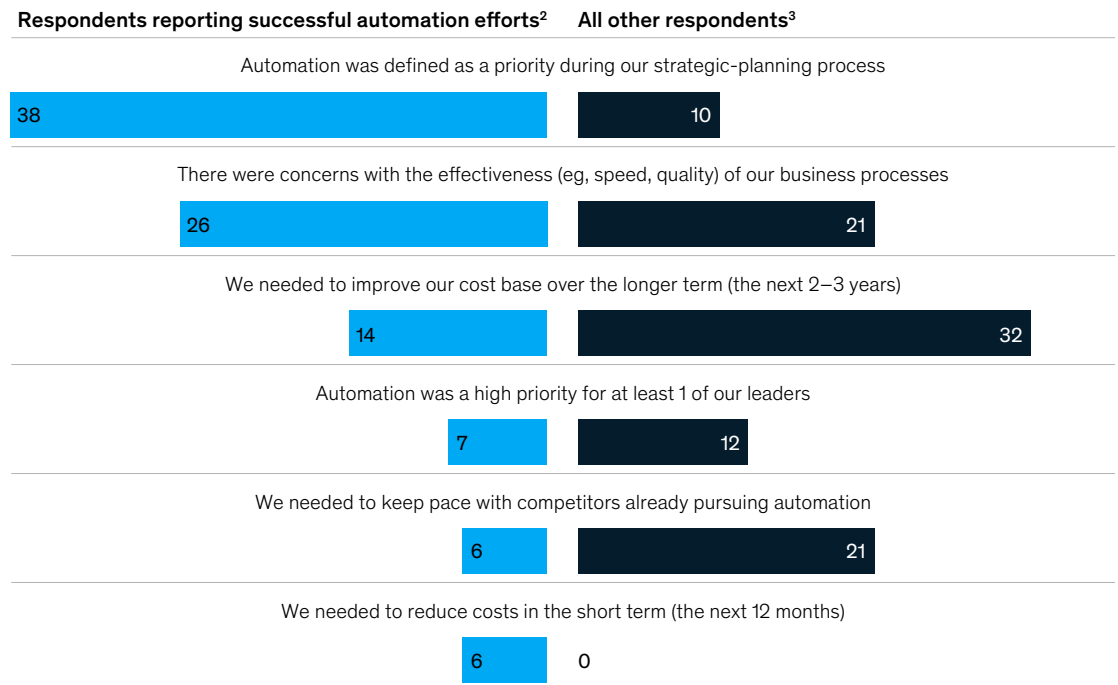 Respondents reporting successful automation efforts² All other respondents³
Automation was defined as a priority during our strategic-planning process
38 10
There were concerns with the effectiveness (eg, speed, quality) of our business processes
26 21
We needed to improve our cost base over the longer term (the next 2–3 years)
14 32
Automation was a high priority for at least 1 of our leaders
7 12
We needed to keep pace with competitors already pursuing automation
6 21
We needed to reduce costs in the short term (the next 12 months)
6 0